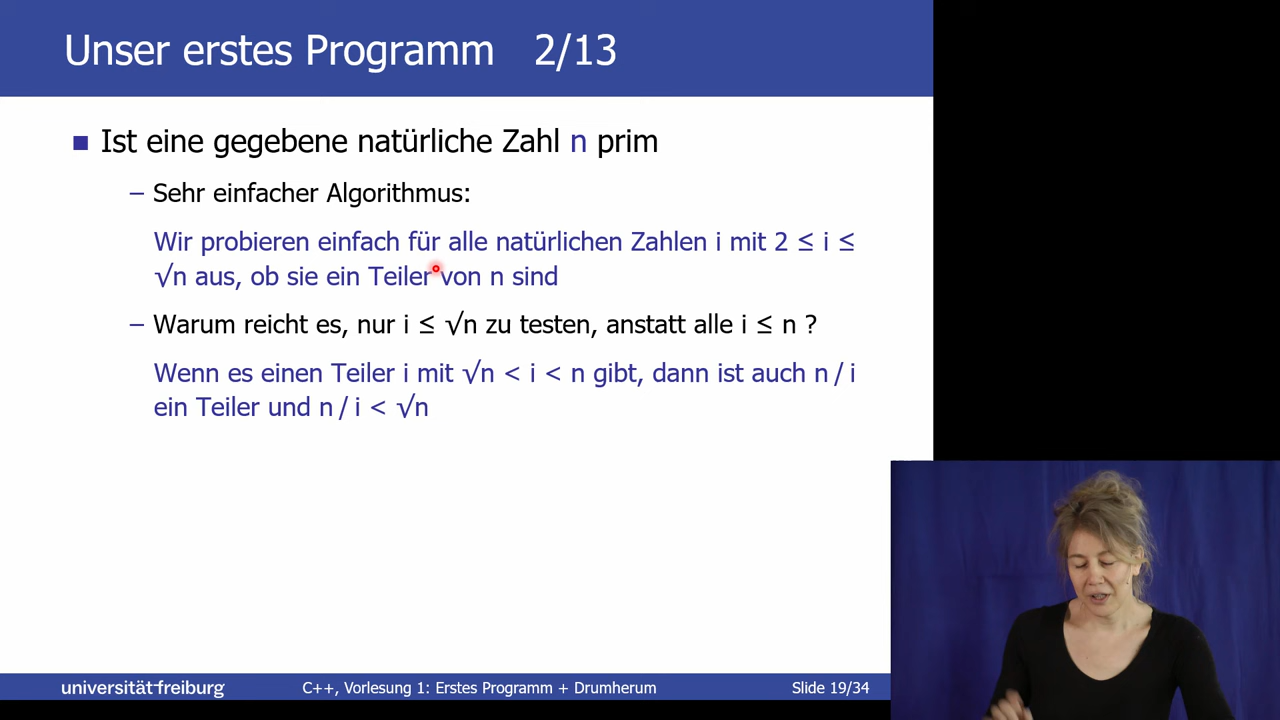 Unser erstes Programm 2/13
Ist eine gegebene natürliche Zahl n prim
– Sehr einfacher Algorithmus:
Wir probieren einfach für alle natürlichen Zahlen i mit 2 ≤ i ≤
√n aus, ob sie ein Teiler von n sind
– Warum reicht es, nur i ≤ √n zu testen, anstatt alle i ≤ n ?
Wenn es einen Teiler i mit √n < i < n gibt, dann ist auch n / i
ein Teiler und n / i < √n
universität-freiburg
C++, Vorlesung 1: Erstes Programm + Drumherum
Slide 19/34